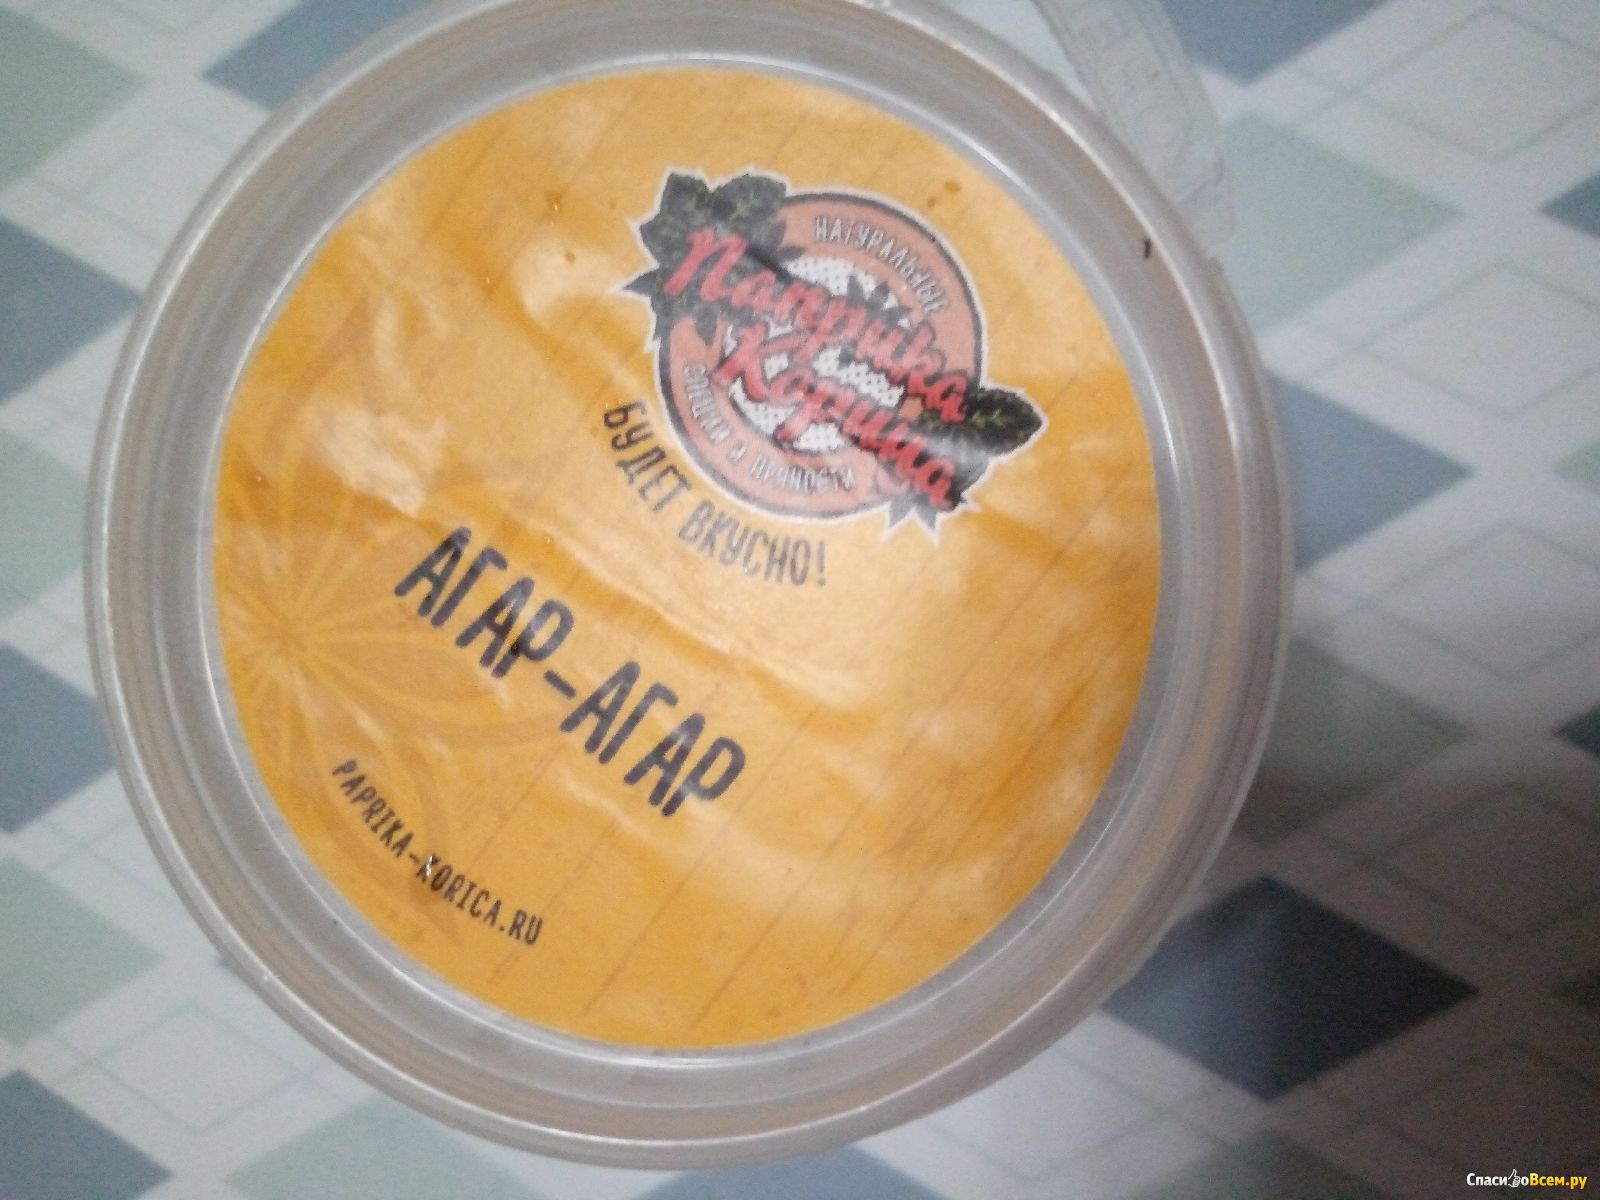 НАТУРАЛЬНЫЕ
Паприка
Корица
СПЕЦИИ И ПРЯНОСТИ
БУДЕТ ВКУСНО!
АГАР-АГАР
PAPRIKA-KORICA.RU
СпасибоВсем.ру